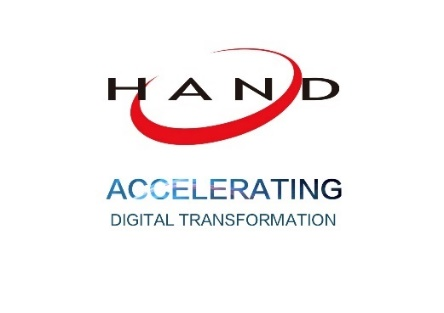 HAND
ACCELERATING
DIGITAL TRANSFORMATION